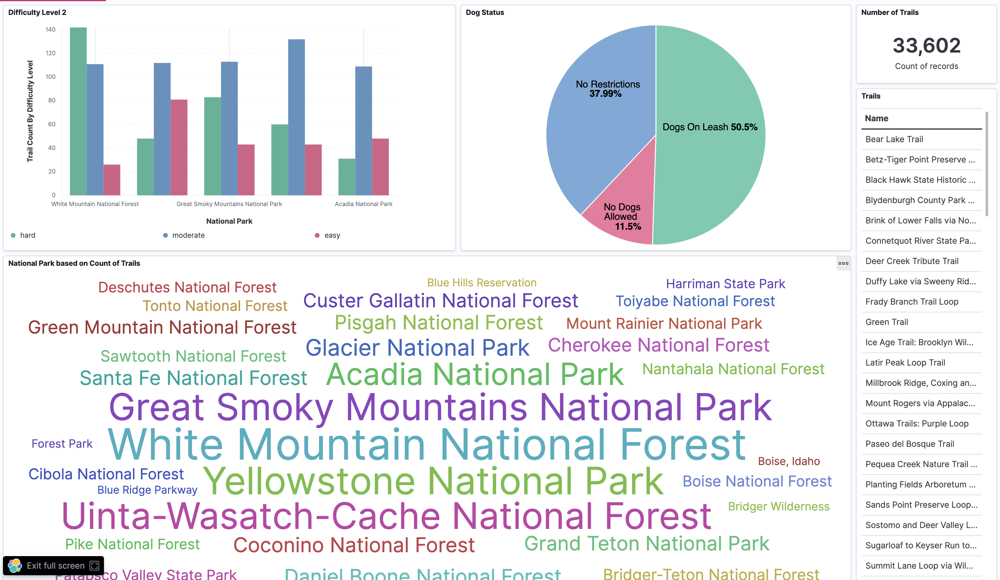 Difficulty Level 2
Trail Count By Difficulty Level
140
120
100
80
60
40
20
0
White Mountain National Forest
Great Smoky Mountains National Park
Acadia National Park
National Park
hard
moderate
easy
Dog Status
No Restrictions
37.99%
Dogs On Leash 50.5%
No Dogs
Allowed
11.5%
Number of Trails
33,602
Count of records
Trails
Name
Bear Lake Trail
Betz-Tiger Point Preserve ...
Black Hawk State Historic ...
Blydenburgh County Park ...
Brink of Lower Falls via No...
Connetquot River State Pa...
Deer Creek Tribute Trail
Duffy Lake via Sweeny Rid...
Frady Branch Trail Loop
Green Trail
Ice Age Trail: Brooklyn Wil...
Latir Peak Loop Trail
Millbrook Ridge, Coxing an...
Mount Rogers via Appalac...
Ottawa Trails: Purple Loop
Paseo del Bosque Trail
Pequea Creek Nature Trail ...
Planting Fields Arboretum ...
Sands Point Preserve Loop...
Sostomo and Deer Valley L...
Sugarloaf to Keyser Run to...
Summit Lane Loop via Wil...
National Park based on Count of Trails
Deschutes National Forest
Blue Hills Reservation
Harriman State Park
Tonto National Forest
Custer Gallatin National Forest
Toiyabe National Forest
Green Mountain National Forest
Pisgah National Forest
Mount Rainier National Park
Glacier National Park
Cherokee National Forest
Sawtooth National Forest
Santa Fe National Forest
Acadia National Park
Nantahala National Forest
Great Smoky Mountains National Park
Forest Park
White Mountain National Forest
Boise, Idaho
Cibola National Forest
Yellowstone National Park
Boise National Forest
Blue Ridge Parkway
Uinta-Wasatch-Cache National Forest
Bridger Wilderness
Pike National Forest
Coconino National Forest
Grand Teton National Park
Exit full screen
Patapsco Valley State Park
Daniel Boone National Forest
Bridger-Teton National Forest